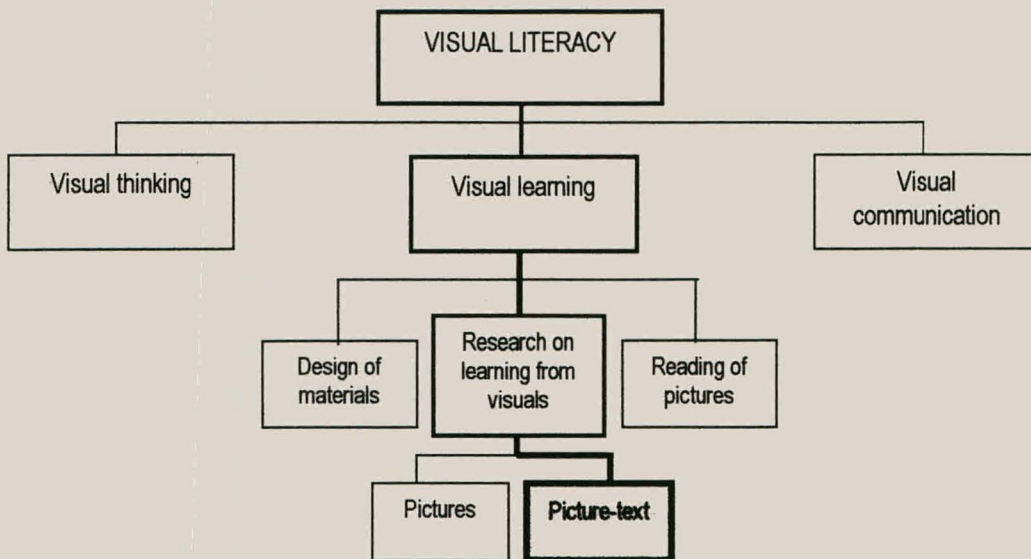 VISUAL LITERACY
Visual thinking
Visual learning
Visual
communication
Design of
materials
Research on
learning from
visuals
Reading of
pictures
Pictures
Picture-text